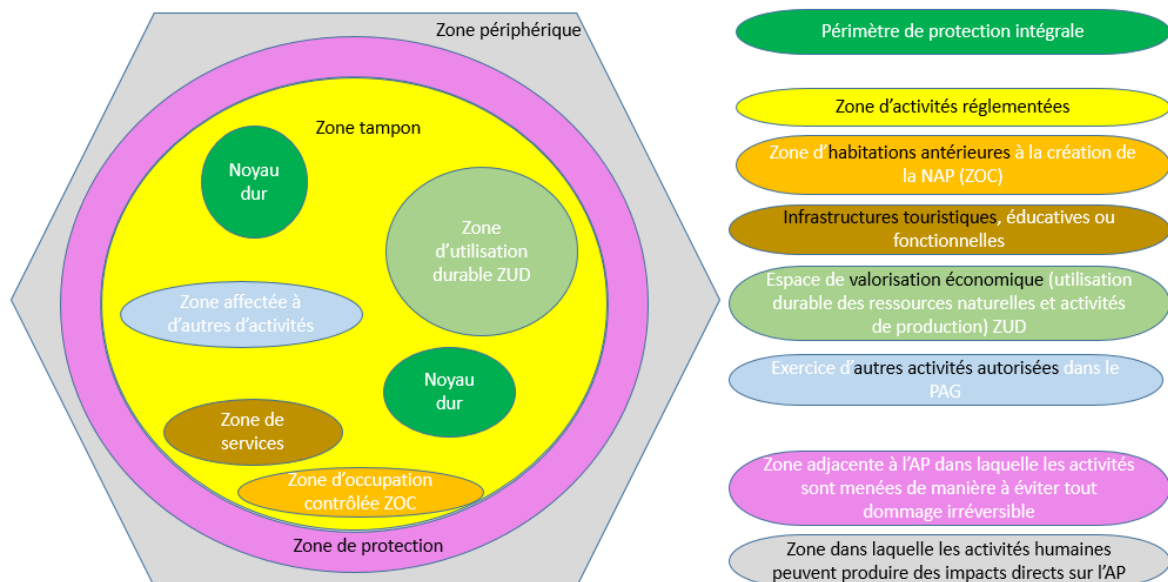 Zone périphérique
Zone tampon
Noyau
dur
Zone
d'utilisation
durable ZUD
Zone affectée à
d'autres d'activités
Noyau
dur
Zone de
services
Zone d'occupation
contrôlée ZOC
Zone de protection
Périmètre de protection intégrale
Zone d'activités réglementées
Zone d'habitations antérieures à la création de
la NAP (ZOC)
Infrastructures touristiques, éducatives ou
fonctionnelles
Espace de valorisation économique (utilisation
durable des ressources naturelles et activités
de production) ZUD
Exercice d'autres activités autorisées dans le
PAG
Zone adjacente à l'AP dans laquelle les activités
sont menées de manière à éviter tout
dommage irréversible
Zone dans laquelle les activités humaines
peuvent produire des impacts directs sur l'AP